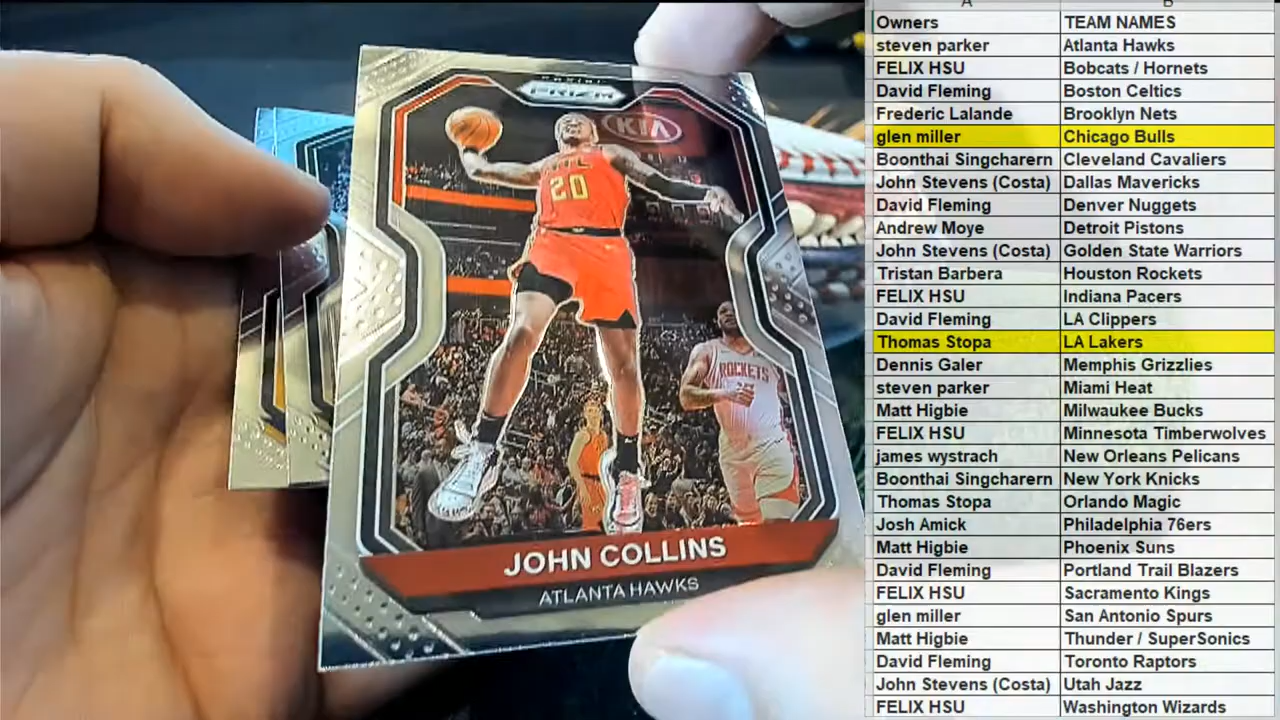 PANINI
PRIZM
KIA
ATL
20
ROCKETS
JOHN COLLINS
ATLANTA HAWKS
A B
Owners TEAM NAMES
steven parker Atlanta Hawks
FELIX HSU Bobcats / Hornets
David Fleming Boston Celtics
Frederic Lalande Brooklyn Nets
glen miller Chicago Bulls
Boonthai Singcharern Cleveland Cavaliers
John Stevens (Costa) Dallas Mavericks
David Fleming Denver Nuggets
Andrew Moye Detroit Pistons
John Stevens (Costa) Golden State Warriors
Tristan Barbera Houston Rockets
FELIX HSU Indiana Pacers
David Fleming LA Clippers
Thomas Stopa LA Lakers
Dennis Galer Memphis Grizzlies
steven parker Miami Heat
Matt Higbie Milwaukee Bucks
FELIX HSU Minnesota Timberwolves
james wystrach New Orleans Pelicans
Boonthai Singcharern New York Knicks
Thomas Stopa Orlando Magic
Josh Amick Philadelphia 76ers
Matt Higbie Phoenix Suns
David Fleming Portland Trail Blazers
FELIX HSU Sacramento Kings
glen miller San Antonio Spurs
Matt Higbie Thunder / SuperSonics
David Fleming Toronto Raptors
John Stevens (Costa) Utah Jazz
FELIX HSU Washington Wizards